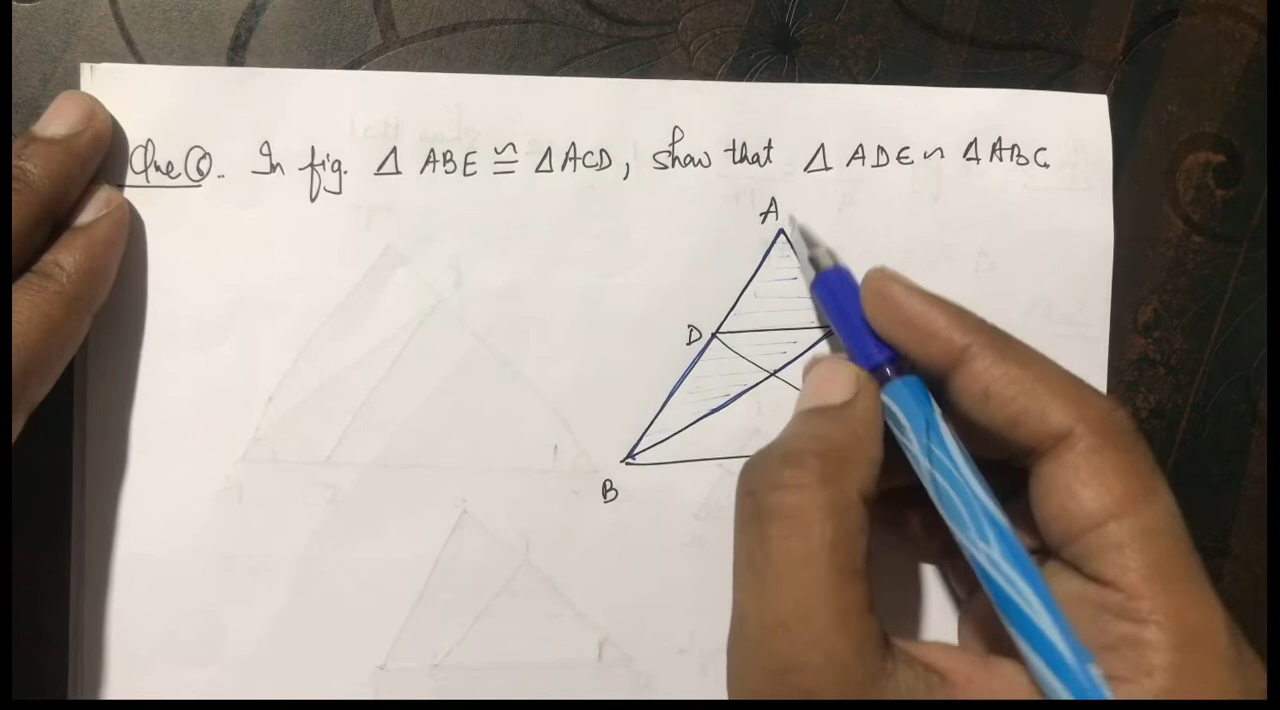 Que 6. In fig. Δ ABE ≅ Δ ACD, show that Δ ADE ∽ Δ ABC.
A
D
B